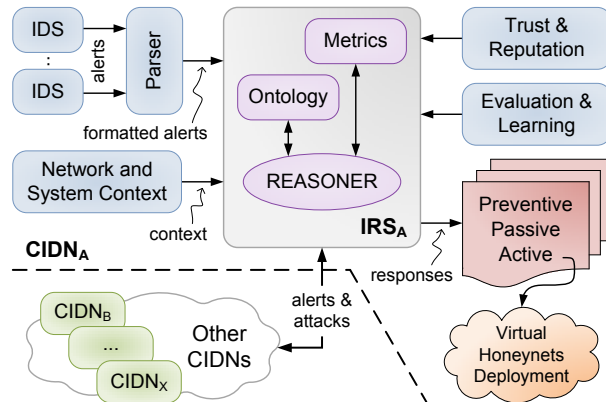 IDS
:
IDS
alerts
Parser
formatted alerts
Network and
System Context
context
Metrics
Ontology
REASONER
IRSA
Trust &
Reputation
Evaluation &
Learning
Preventive
Passive
Active
responses
CIDNA
alerts &
attacks
CIDNB
...
CIDNX
Other
CIDNs
Virtual
Honeynets
Deployment